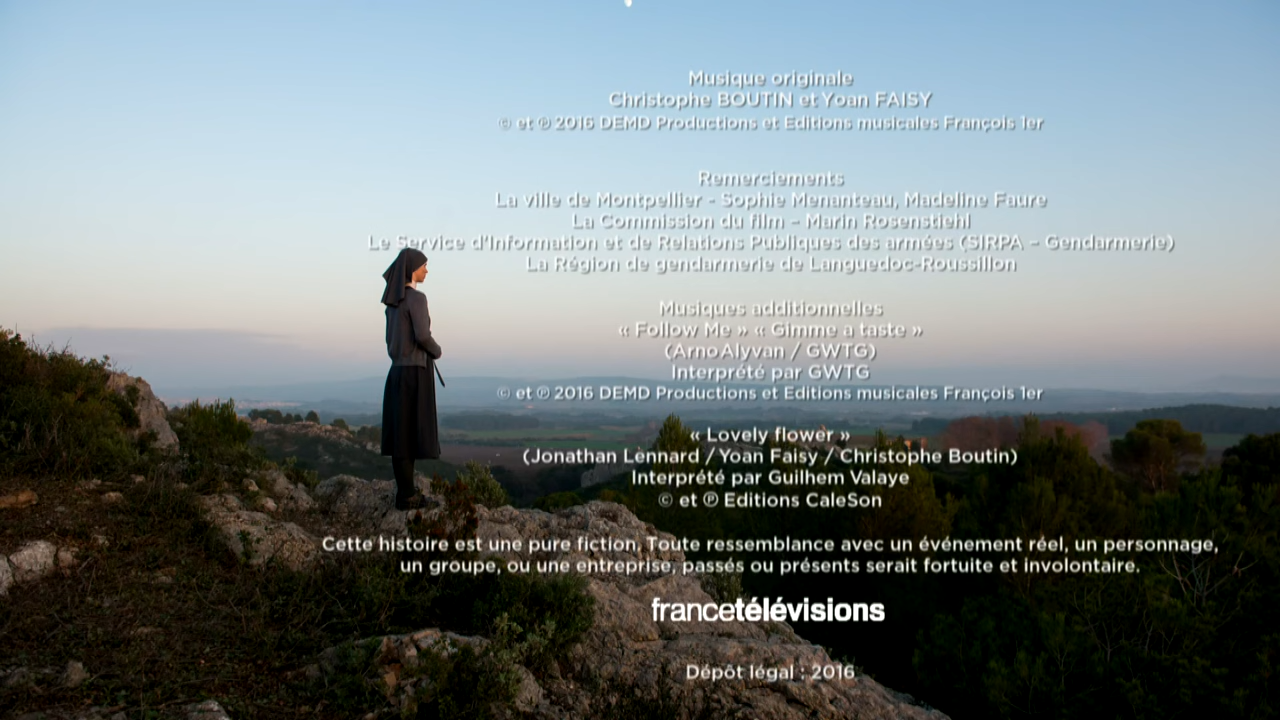 Musique originale
Christophe BOUTIN et Yoan FAISY
© et ℗ 2016 DEMD Productions et Editions musicales François 1er
Remerciements
La ville de Montpellier - Sophie Menanteau, Madeline Faure
La Commission du film – Marin Rosenstiehl
Le Service d'Information et de Relations Publiques des armées (SIRPA – Gendarmerie)
La Région de gendarmerie de Languedoc-Roussillon
Musiques additionnelles
« Follow Me » « Gimme a taste »
(Arno Alyvan / GWTG)
Interprété par GWTG
© et ℗ 2016 DEMD Productions et Editions musicales François 1er
« Lovely flower »
(Jonathan Lennard / Yoan Faisy / Christophe Boutin)
Interprété par Guilhem Valaye
© et ℗ Editions CaleSon
Cette histoire est une pure fiction. Toute ressemblance avec un événement réel, un personnage,
un groupe, ou une entreprise, passés ou présents serait fortuite et involontaire.
francetélévisions
Dépôt légal : 2016